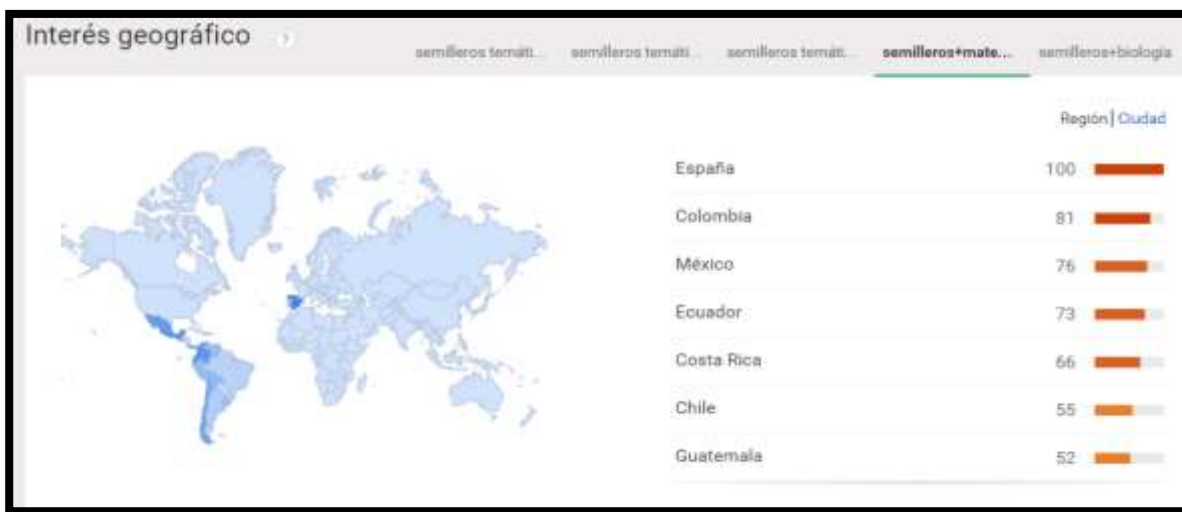 Interés geográfico
semilleros temáti... semilleros temáti... semilleros temáti... semilleros+mate... semilleros+biología
Región | Ciudad
España 100
Colombia 81
México 76
Ecuador 73
Costa Rica 66
Chile 55
Guatemala 52